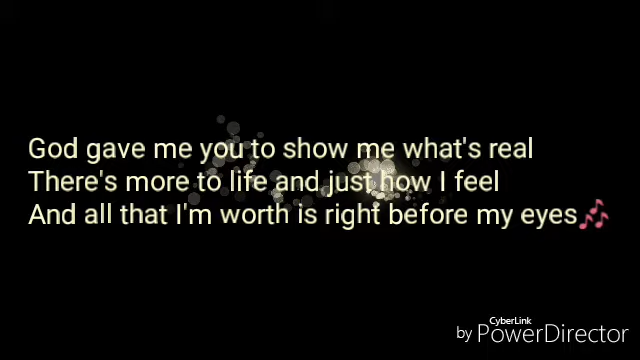 God gave me you to show me what's real
There's more to life and just how I feel
And all that I'm worth is right before my eyes🎶
CyberLink
by PowerDirector